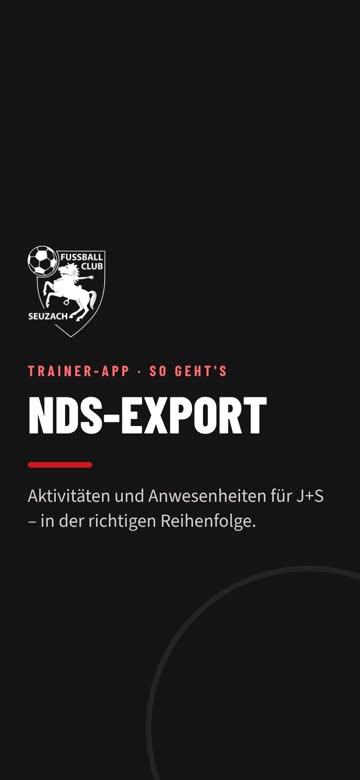 FUSSBALL
CLUB
SEUZACH
TRAINER-APP · SO GEHT'S
NDS-EXPORT
Aktivitäten und Anwesenheiten für J+S
– in der richtigen Reihenfolge.